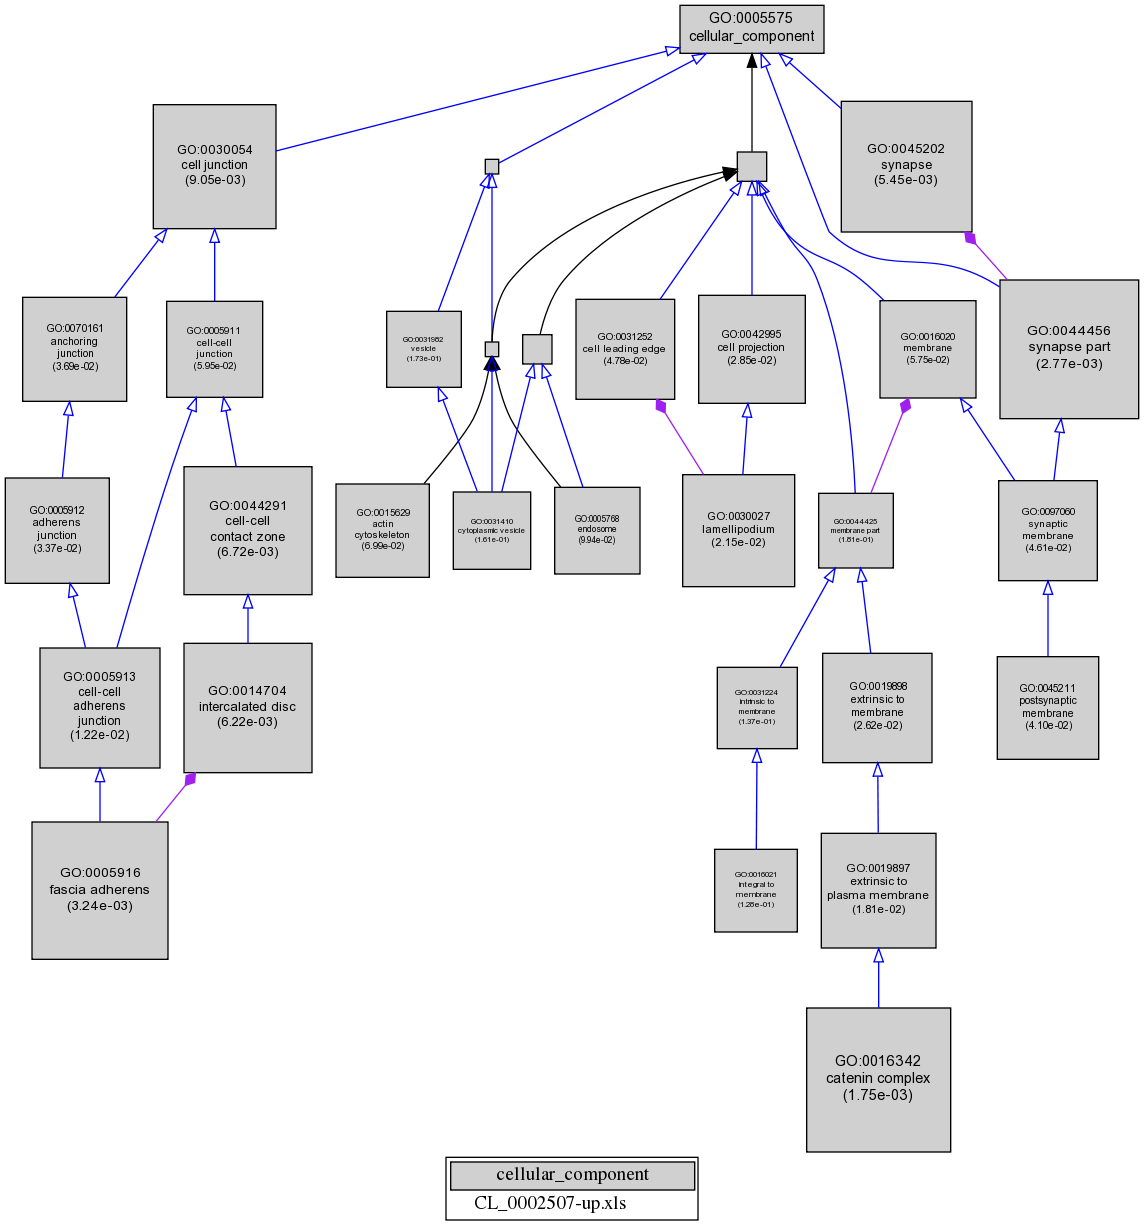 GO:0005575
cellular_component
GO:0030054
cell junction
(9.05e-03)
GO:0045202
synapse
(5.45e-03)
GO:0070161
anchoring
junction
(3.69e-02)
GO:0005911
cell-cell
junction
(5.95e-02)
GO:0031982
vesicle
(1.73e-01)
GO:0031252
cell leading edge
(4.78e-02)
GO:0042995
cell projection
(2.85e-02)
GO:0016020
membrane
(5.75e-02)
GO:0044456
synapse part
(2.77e-03)
GO:0005912
adherens
junction
(3.37e-02)
GO:0044291
cell-cell
contact zone
(6.72e-03)
GO:0015629
actin
cytoskeleton
(6.99e-02)
GO:0031410
cytoplasmic vesicle
(1.61e-01)
GO:0005768
endosome
(9.94e-02)
GO:0030027
lamellipodium
(2.15e-02)
GO:0044425
membrane part
(1.81e-01)
GO:0097060
synaptic
membrane
(4.61e-02)
GO:0005913
cell-cell
adherens
junction
(1.22e-02)
GO:0014704
intercalated disc
(6.22e-03)
GO:0031224
intrinsic to
membrane
(1.37e-01)
GO:0019898
extrinsic to
membrane
(2.62e-02)
GO:0045211
postsynaptic
membrane
(4.10e-02)
GO:0005916
fascia adherens
(3.24e-03)
GO:0016021
integral to
membrane
(1.28e-01)
GO:0019897
extrinsic to
plasma membrane
(1.81e-02)
GO:0016342
catenin complex
(1.75e-03)
cellular_component
CL_0002507-up.xls